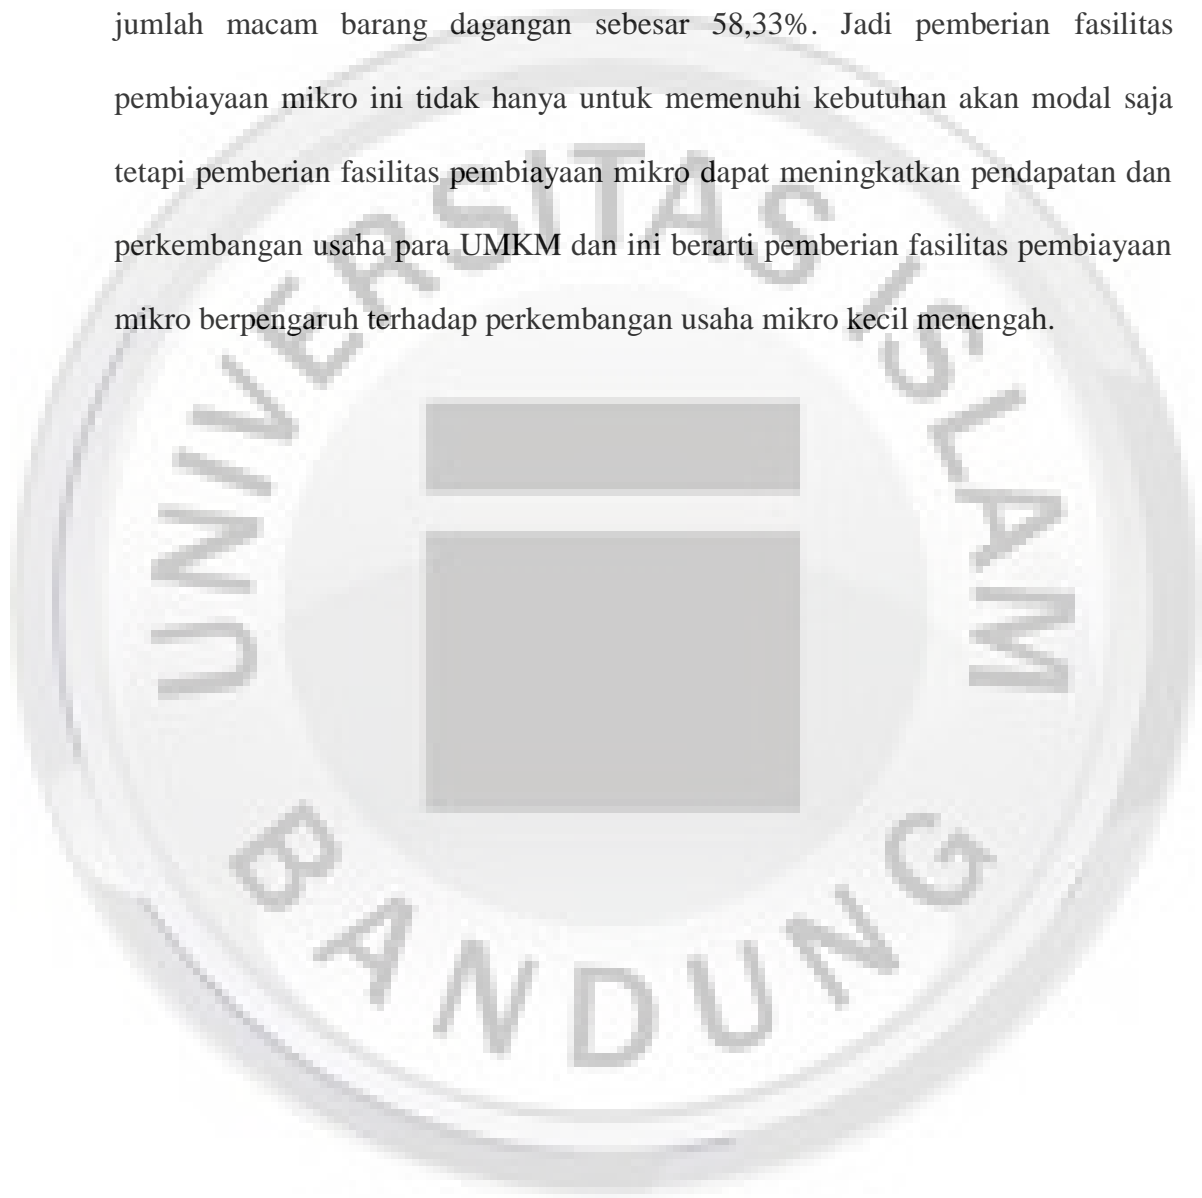 jumlah macam barang dagangan sebesar 58,33%. Jadi pemberian fasilitas
pembiayaan mikro ini tidak hanya untuk memenuhi kebutuhan akan modal saja
tetapi pemberian fasilitas pembiayaan mikro dapat meningkatkan pendapatan dan
perkembangan usaha para UMKM dan ini berarti pemberian fasilitas pembiayaan
mikro berpengaruh terhadap perkembangan usaha mikro kecil menengah.
UNIVERSITAS ISLAM
BANDUNG